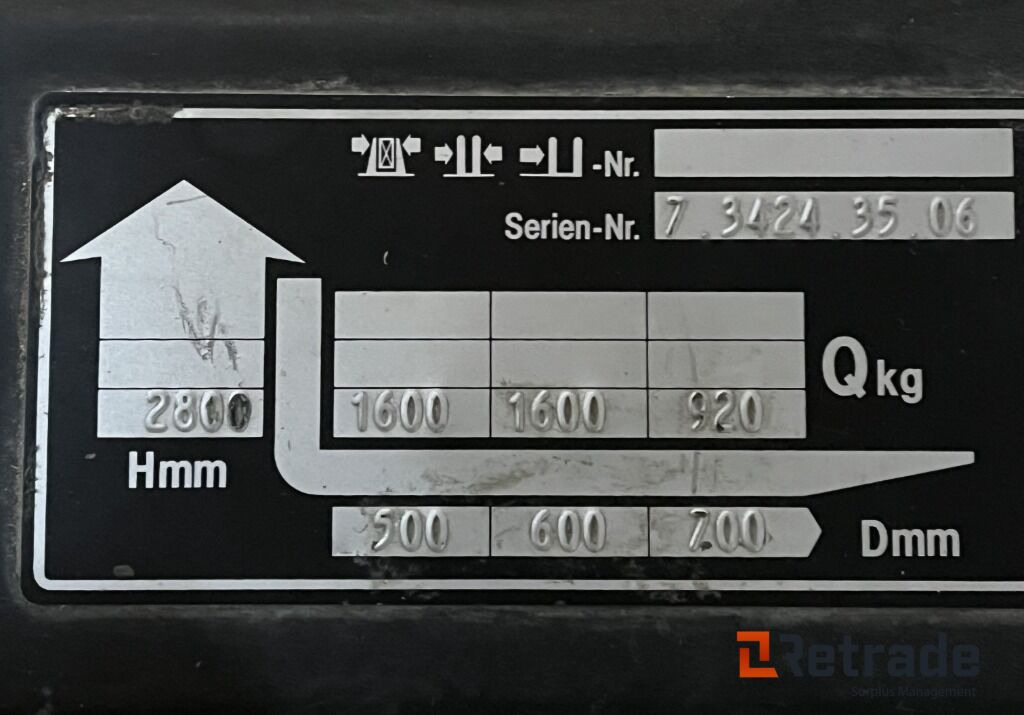 -Nr.
Serien-Nr. 7.3424.35.06
Qkg
2800 1600 1600 920
Hmm
500 600 700 Dmm
Retrade
Surplus Management